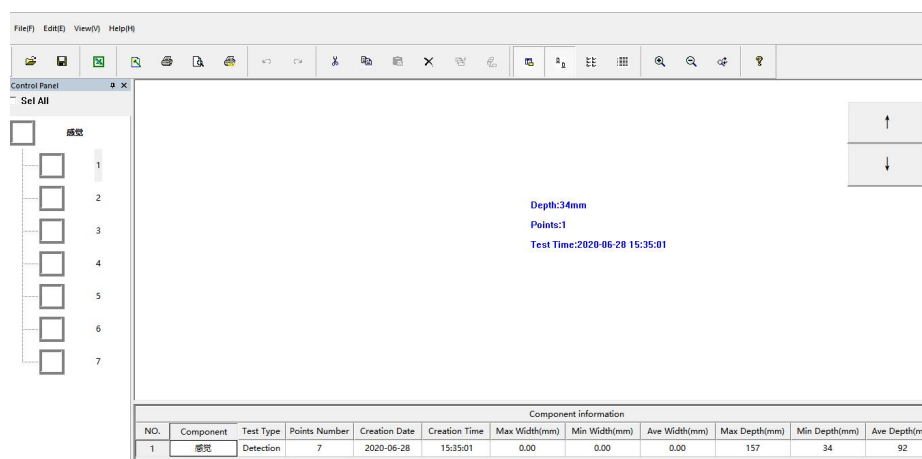 File(F) Edit(E) View(V) Help(H)
Control Panel
Sel All
感觉
1
2
3
4
5
6
7
↑
↓
Depth:34mm
Points:1
Test Time:2020-06-28 15:35:01
Component information
NO. Component Test Type Points Number Creation Date Creation Time Max Width(mm) Min Width(mm) Ave Width(mm) Max Depth(mm) Min Depth(mm) Ave Depth(m
1 感觉 Detection 7 2020-06-28 15:35:01 0.00 0.00 0.00 157 34 92